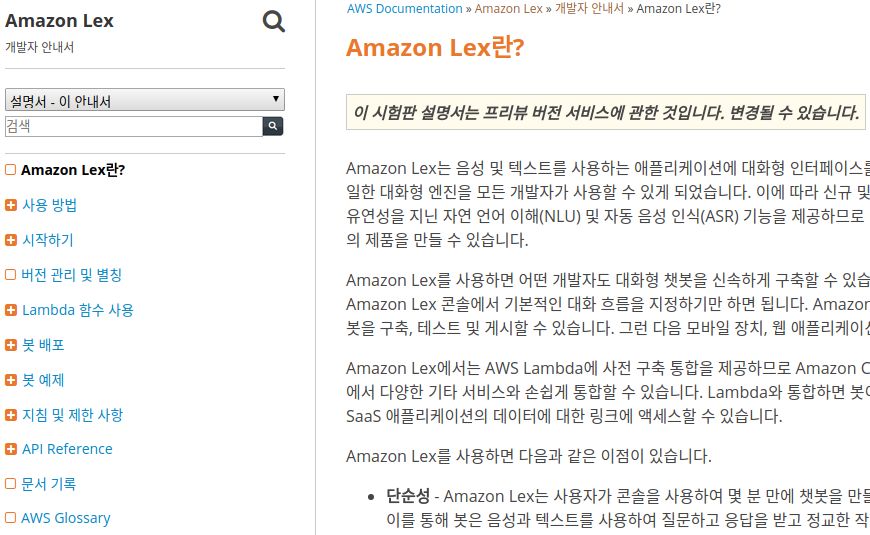 Amazon Lex
개발자 안내서
설명서 - 이 안내서
검색
Amazon Lex란?
사용 방법
시작하기
버전 관리 및 별칭
Lambda 함수 사용
봇 배포
봇 예제
지침 및 제한 사항
API Reference
문서 기록
AWS Glossary
AWS Documentation » Amazon Lex » 개발자 안내서 » Amazon Lex란?
Amazon Lex란?
이 시험판 설명서는 프리뷰 버전 서비스에 관한 것입니다. 변경될 수 있습니다.
Amazon Lex는 음성 및 텍스트를 사용하는 애플리케이션에 대화형 인터페이스를
일한 대화형 엔진을 모든 개발자가 사용할 수 있게 되었습니다. 이에 따라 신규 및
유연성을 지닌 자연 언어 이해(NLU) 및 자동 음성 인식(ASR) 기능을 제공하므로
의 제품을 만들 수 있습니다.
Amazon Lex를 사용하면 어떤 개발자도 대화형 챗봇을 신속하게 구축할 수 있습
Amazon Lex 콘솔에서 기본적인 대화 흐름을 지정하기만 하면 됩니다. Amazon
봇을 구축, 테스트 및 게시할 수 있습니다. 그런 다음 모바일 장치, 웹 애플리케이션
Amazon Lex에서는 AWS Lambda에 사전 구축 통합을 제공하므로 Amazon C
에서 다양한 기타 서비스와 손쉽게 통합할 수 있습니다. Lambda와 통합하면 봇이
SaaS 애플리케이션의 데이터에 대한 링크에 액세스할 수 있습니다.
Amazon Lex를 사용하면 다음과 같은 이점이 있습니다.
단순성 - Amazon Lex는 사용자가 콘솔을 사용하여 몇 분 만에 챗봇을 만들
이를 통해 봇은 음성과 텍스트를 사용하여 질문하고 응답을 받고 정교한 작